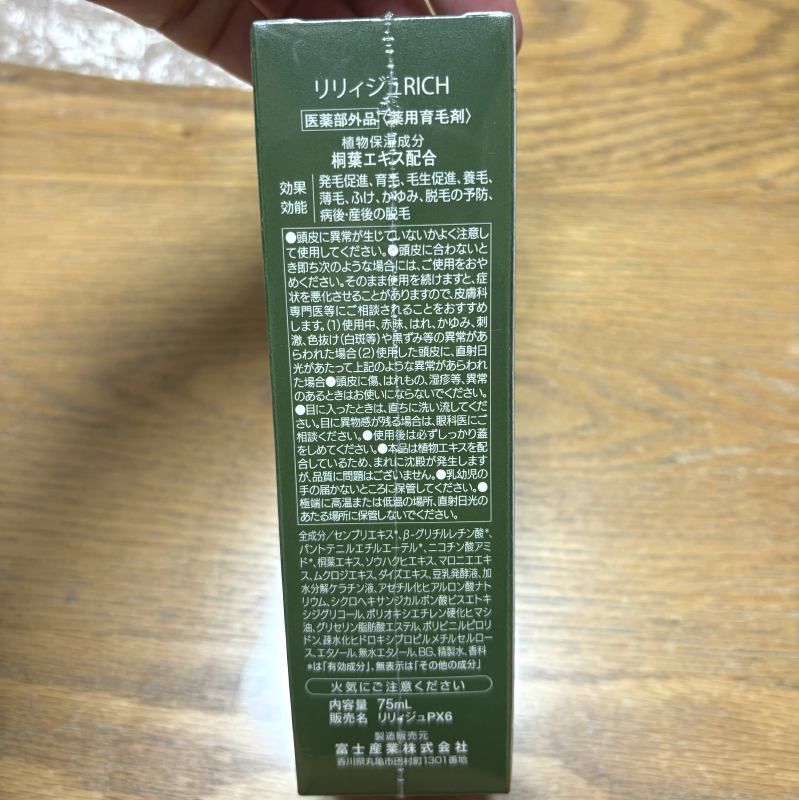 リリィジュRICH
医薬部外品〈薬用育毛剤〉
植物保湿成分
桐葉エキス配合
効果
効能
発毛促進、育毛、毛生促進、養毛、
薄毛、ふけ、かゆみ、脱毛の予防、
病後・産後の脱毛
●頭皮に異常が生じていないかよく注意し
て使用してください。●頭皮に合わないと
き即ち次のような場合には、ご使用をおや
めください。そのまま使用を続けますと、症
状を悪化させることがありますので、皮膚科
専門医等にご相談されることをおすすめ
します。(1)使用中、赤味、はれ、かゆみ、刺
激、色抜け(白斑等)や黒ずみ等の異常があ
らわれた場合(2)使用した頭皮に、直射日
光があたって上記のような異常があらわれ
た場合●頭皮に傷、はれもの、湿疹等、異常
のあるときはお使いにならないでください。
●目に入ったときは、直ちに洗い流してくだ
さい。目に異物感が残る場合は、眼科医にご
相談ください。●使用後は必ずしっかり蓋
をしめてください。●本品は植物エキスを配
合しているため、まれに沈殿が発生します
が、品質に問題はございません。●乳幼児の
手の届かないところに保管してください。●
極端に高温または低温の場所、直射日光の
あたる場所に保管しないでください。
全成分/センブリエキス*、β-グリチルレチン酸*、
パントテニルエチルエーテル*、ニコチン酸アミ
ド*、桐葉エキス、ソウハクヒエキス、マロニエエキ
ス、ムクロジエキス、ダイズエキス、豆乳発酵液、加
水分解ケラチン液、アセチル化ヒアルロン酸ナト
リウム、シクロヘキサンジカルボン酸ビスエトキ
シジグリコール、ポリオキシエチレン硬化ヒマシ
油、グリセリン脂肪酸エステル、ポリビニルピロリ
ドン、疎水化ヒドロキシプロピルメチルセルロー
ス、エタノール、無水エタノール、BG、精製水、香料
*は「有効成分」、無表示は「その他の成分」
火気にご注意ください
内容量 75mL
販売名 リリィジュPX6
製造販売元
富士産業株式会社
香川県丸亀市田村町1301番地